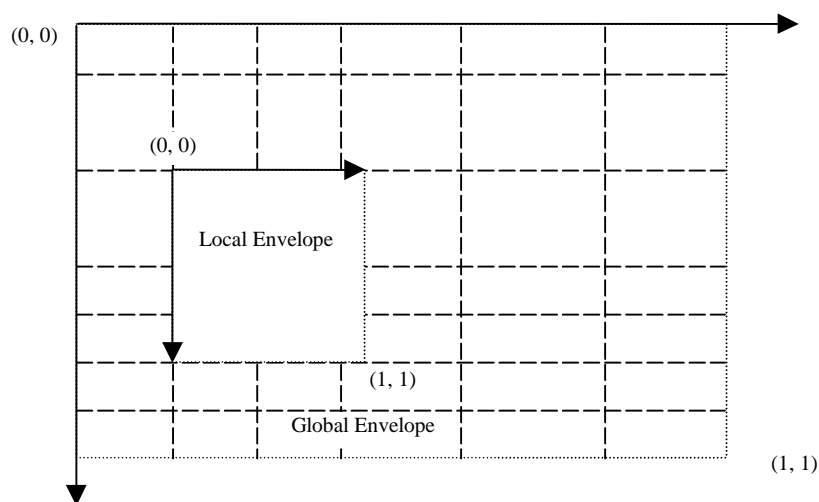 (0, 0)
(0, 0)
Local Envelope
(1, 1)
Global Envelope
(1, 1)